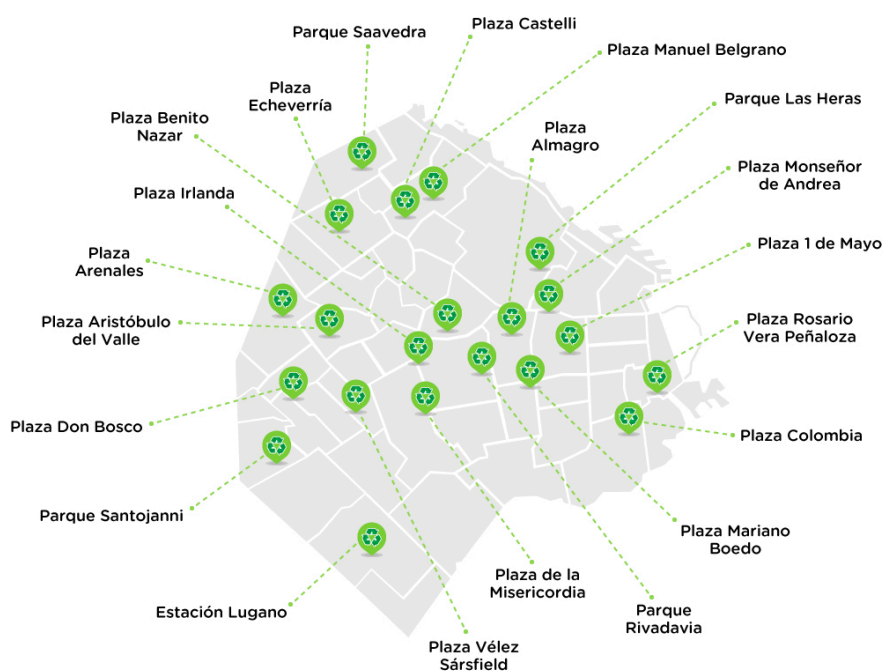 Parque Saavedra
Plaza Castelli
Plaza Manuel Belgrano
Plaza
Echeverría
Parque Las Heras
Plaza Benito
Nazar
Plaza
Almagro
Plaza Monseñor
de Andrea
Plaza Irlanda
Plaza 1 de Mayo
Plaza
Arenales
Plaza Aristóbulo
del Valle
Plaza Rosario
Vera Peñaloza
Plaza Don Bosco
Plaza Colombia
Parque Santojanni
Plaza Mariano
Boedo
Plaza de la
Misericordia
Estación Lugano
Parque
Rivadavia
Plaza Vélez
Sársfield